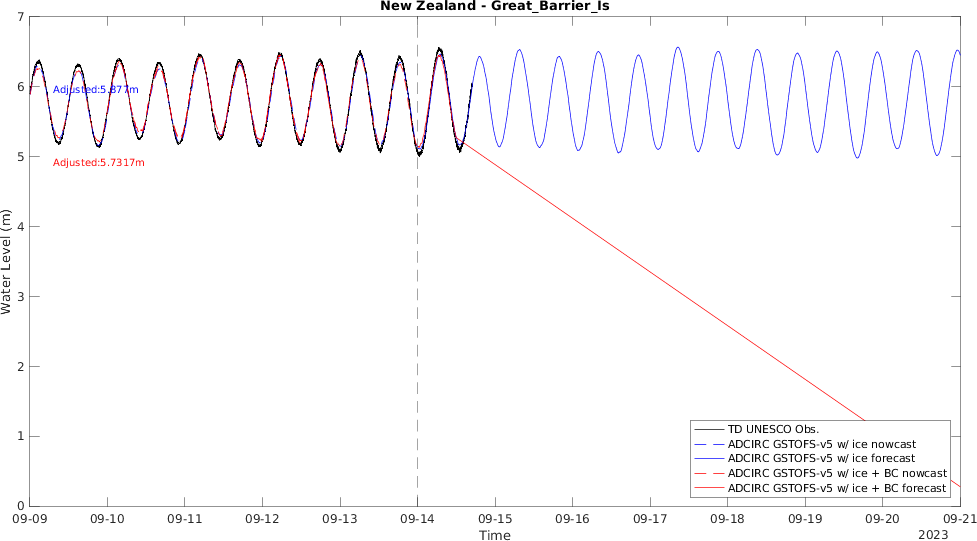 New Zealand - Great_Barrier_Is
7
6
5
4
3
2
1
0
Water Level (m)
Adjusted:5.877m
Adjusted:5.7317m
TD UNESCO Obs.
ADCIRC GSTOFS-v5 w/ ice nowcast
ADCIRC GSTOFS-v5 w/ ice forecast
ADCIRC GSTOFS-v5 w/ ice + BC nowcast
ADCIRC GSTOFS-v5 w/ ice + BC forecast
09-09 09-10 09-11 09-12 09-13 09-14 09-15 09-16 09-17 09-18 09-19 09-20 09-21
Time
2023